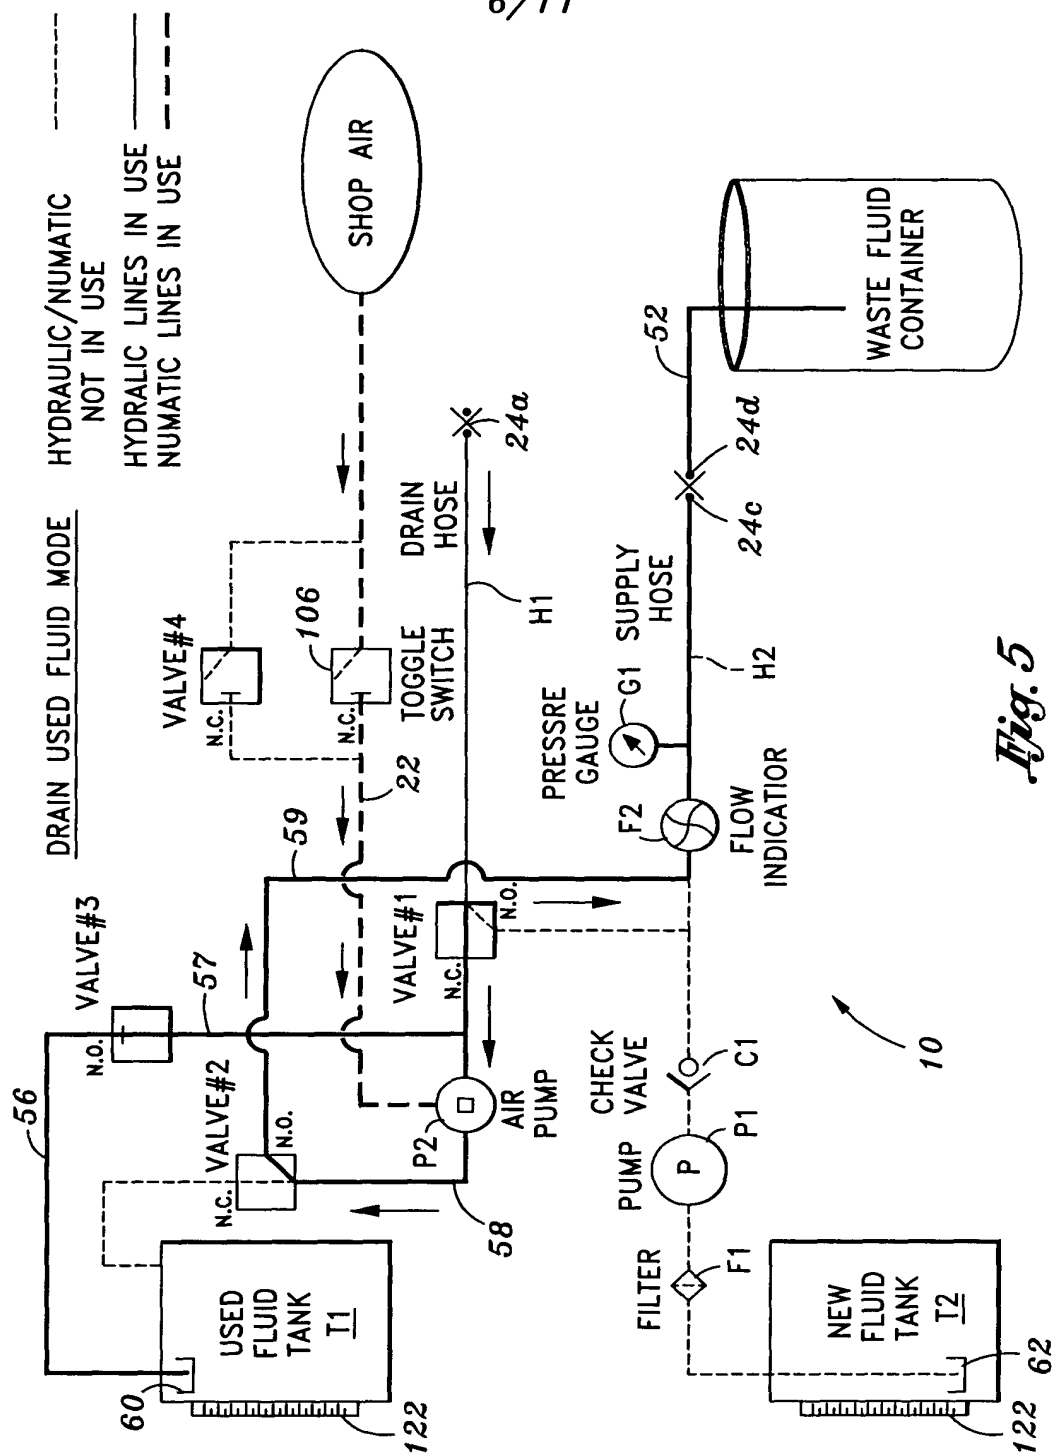 6/11
DRAIN USED FLUID MODE
HYDRAULIC/NUMATIC
NOT IN USE
HYDRALIC LINES IN USE
NUMATIC LINES IN USE
56
VALVE#3
N.O.
57
VALVE#2
N.C.
N.O.
59
VALVE#4
N.C.
106
N.C.
TOGGLE
SWITCH
22
SHOP AIR
60
USED
FLUID
TANK
T1
122
58
P2
AIR
PUMP
VALVE#1
N.C.
N.O.
DRAIN
HOSE
H1
24a
FILTER
F1
PUMP
P
P1
CHECK
VALVE
C1
F2
FLOW
INDICATIOR
PRESSRE
GAUGE
G1
SUPPLY
HOSE
H2
24c
24d
52
WASTE FLUID
CONTAINER
NEW
FLUID
TANK
T2
62
122
10
Fig. 5